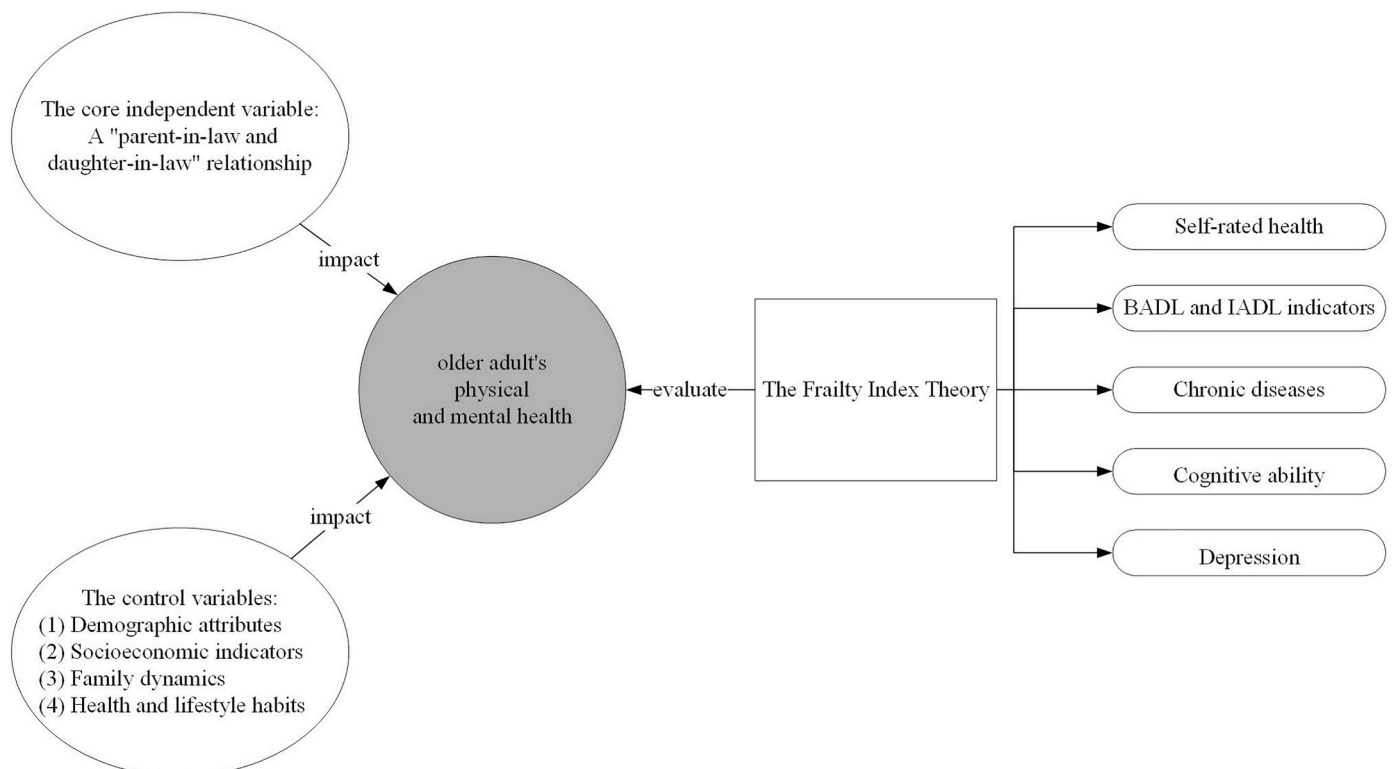 The core independent variable:
A "parent-in-law and
daughter-in-law" relationship
impact
older adult's
physical
and mental health
impact
The control variables:
(1) Demographic attributes
(2) Socioeconomic indicators
(3) Family dynamics
(4) Health and lifestyle habits
evaluate
The Frailty Index Theory
Self-rated health
BADL and IADL indicators
Chronic diseases
Cognitive ability
Depression